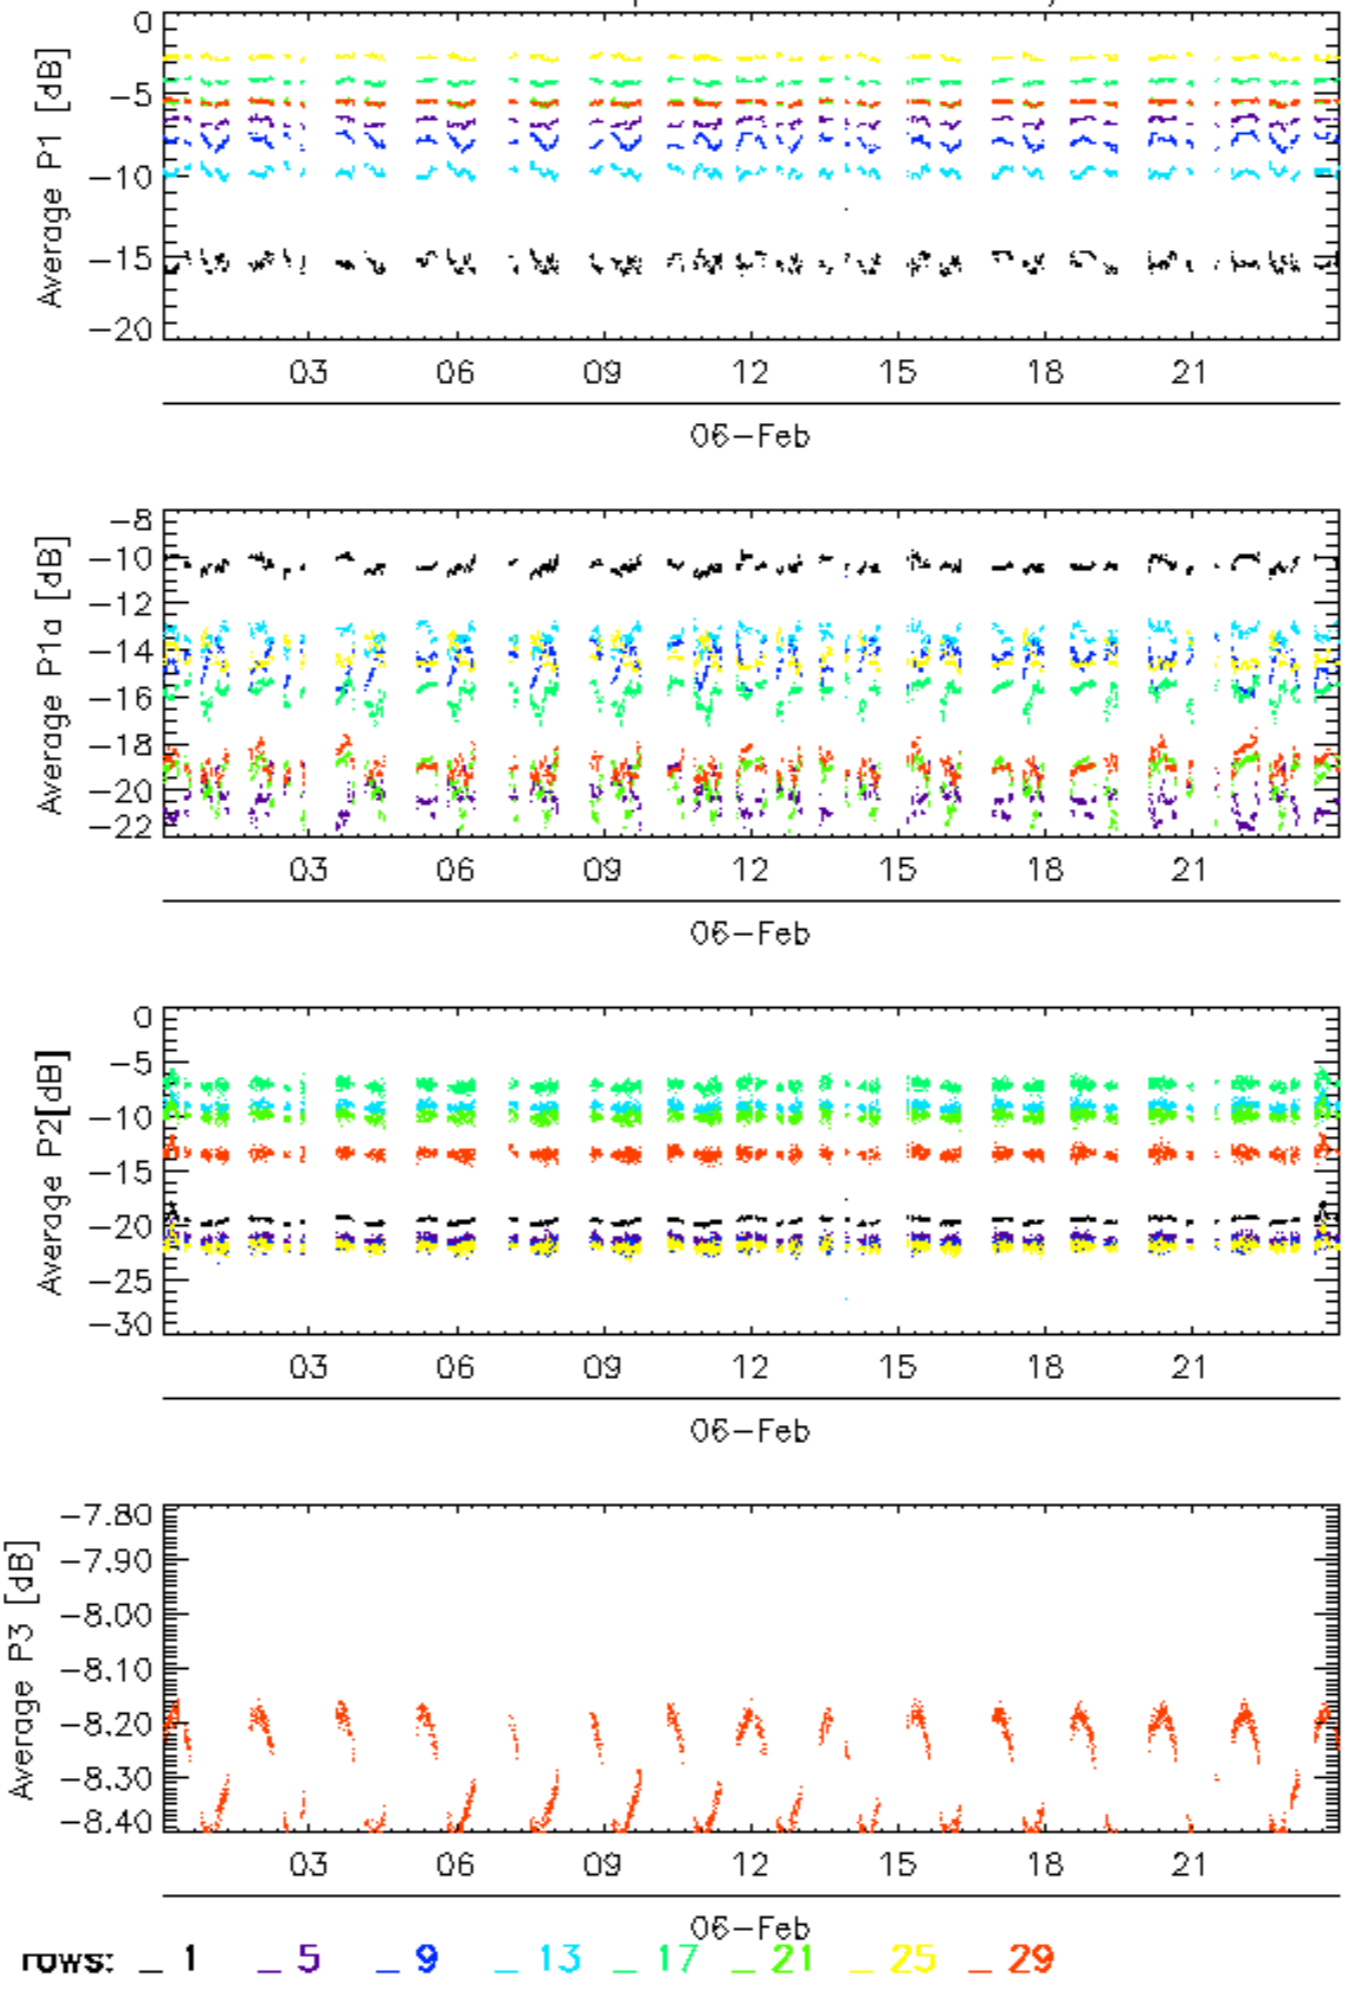 0
−5
−10
−15
−20
Average P1 [dB]
03 06 09 12 15 18 21
06−Feb
−8
−10
−12
−14
−16
−18
−20
−22
Average P1a [dB]
03 06 09 12 15 18 21
06−Feb
0
−5
−10
−15
−20
−25
−30
Average P2[dB]
03 06 09 12 15 18 21
06−Feb
−7.80
−7.90
−8.00
−8.10
−8.20
−8.30
−8.40
Average P3 [dB]
03 06 09 12 15 18 21
06−Feb
rows: _ 1 _ 5 _ 9 _ 13 _ 17 _ 21 _ 25 _ 29